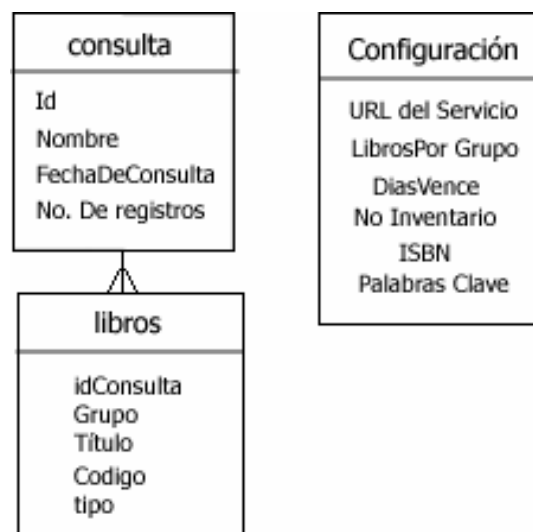 consulta
Id
Nombre
FechaDeConsulta
No. De registros
libros
idConsulta
Grupo
Título
Codigo
tipo
Configuración
URL del Servicio
LibrosPor Grupo
DiasVence
No Inventario
ISBN
Palabras Clave